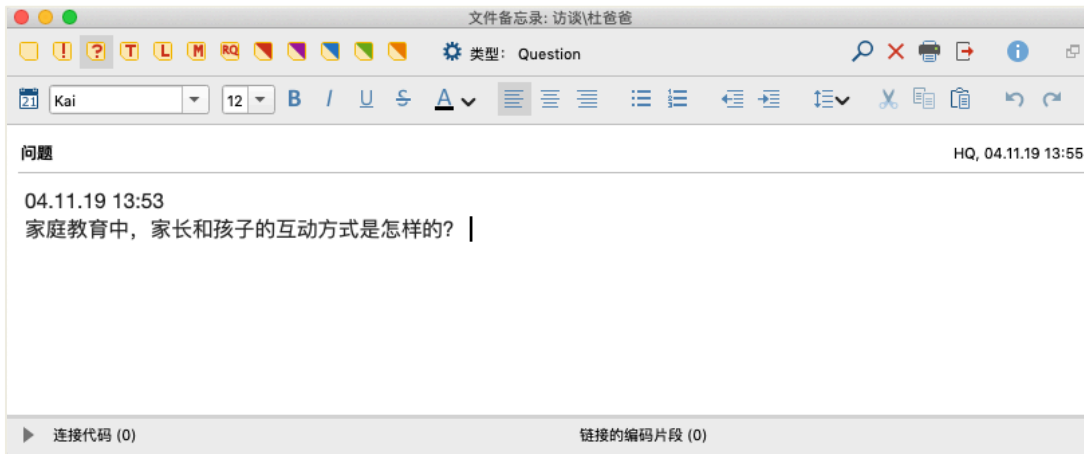 文件备忘录: 访谈\杜爸爸
! ? T L M RQ 类型: Question
21 Kai 12 B I U S A
问题 HQ, 04.11.19 13:55
04.11.19 13:53
家庭教育中，家长和孩子的互动方式是怎样的?
连接代码 (0) 链接的编码片段 (0)